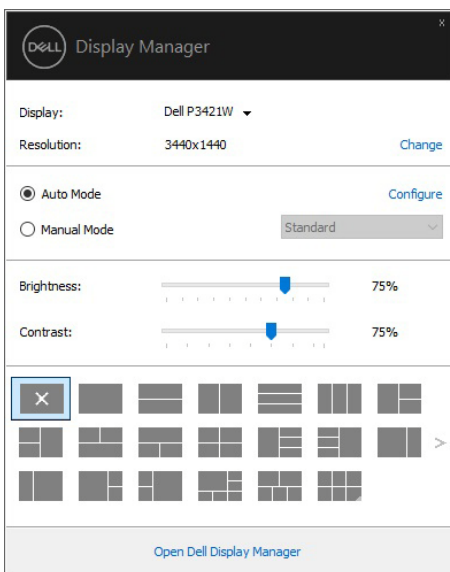 x
DELL Display Manager
Display: Dell P3421W
Resolution: 3440x1440 Change
Auto Mode Configure
Manual Mode Standard
Brightness: 75%
Contrast: 75%
Open Dell Display Manager